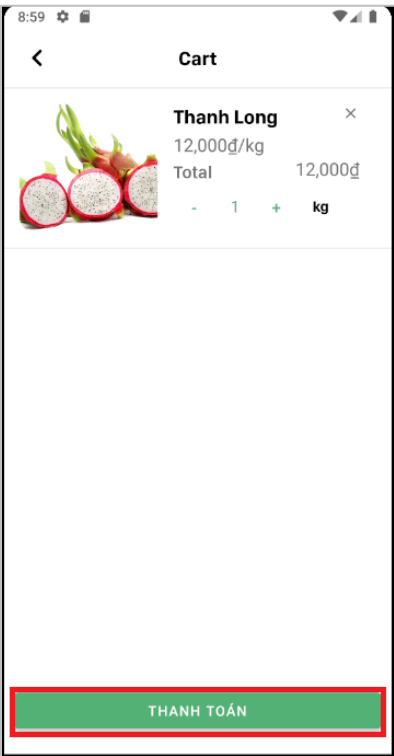 8:59
Cart
Thanh Long
12,000₫/kg
Total 12,000₫
- 1 + kg
THANH TOÁN